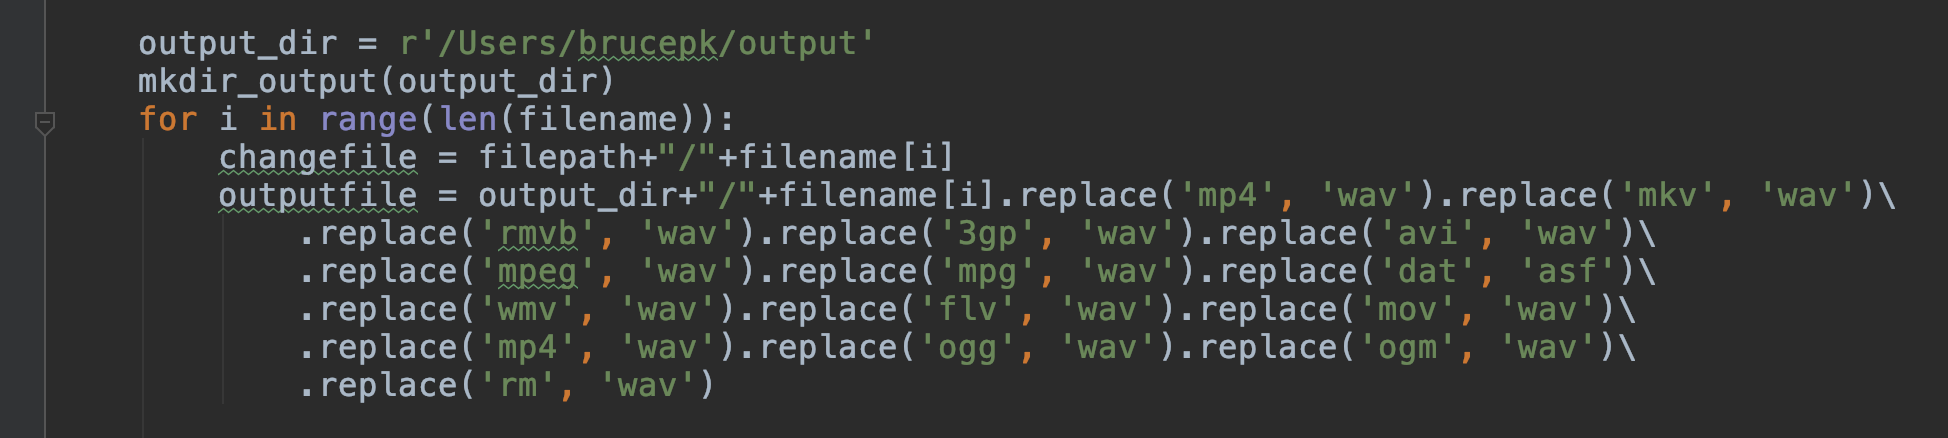 output_dir = r'/Users/brucepk/output'
mkdir_output(output_dir)
for i in range(len(filename)):
changefile = filepath+"/"+filename[i]
outputfile = output_dir+"/"+filename[i].replace('mp4', 'wav').replace('mkv', 'wav')\
.replace('rmvb', 'wav').replace('3gp', 'wav').replace('avi', 'wav')\
.replace('mpeg', 'wav').replace('mpg', 'wav').replace('dat', 'asf')\
.replace('wmv', 'wav').replace('flv', 'wav').replace('mov', 'wav')\
.replace('mp4', 'wav').replace('ogg', 'wav').replace('ogm', 'wav')\
.replace('rm', 'wav')